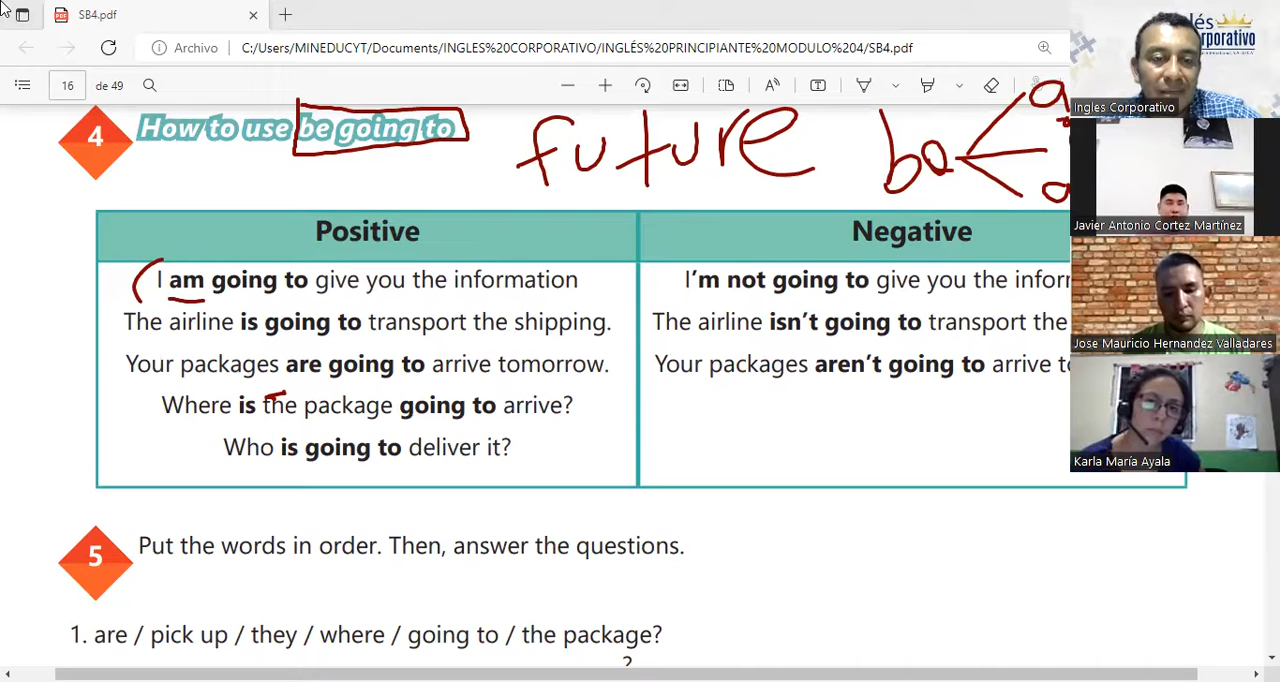 SB4.pdf
Archivo C:/Users/MINEDUCYT/Documents/INGLES%20CORPORATIVO/INGLÉS%20PRINCIPIANTE%20MODULO%204/SB4.pdf
16 de 49
4 How to use be going to
future be
Positive Negative
I am going to give you the information
I'm not going to give you the infor
The airline is going to transport the shipping.
The airline isn't going to transport the
Your packages are going to arrive tomorrow.
Your packages aren't going to arrive
Where is the package going to arrive?
Who is going to deliver it?
5 Put the words in order. Then, answer the questions.
1. are / pick up / they / where / going to / the package?
?
Corporativo
Ingles Corporativo
Javier Antonio Cortez Martínez
Jose Mauricio Hernandez Valladares
Karla María Ayala